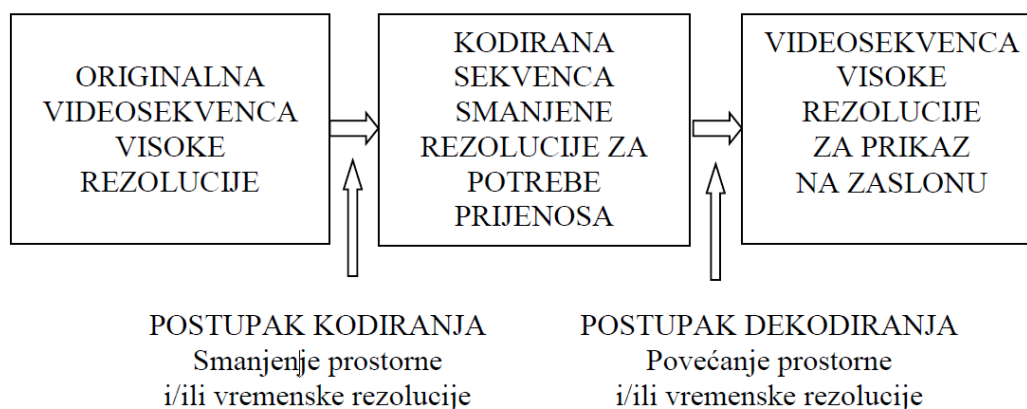 ORIGINALNA
VIDEOSEKVENCA
VISOKE
REZOLUCIJE
KODIRANA
SEKVENCA
SMANJENE
REZOLUCIJE ZA
POTREBE
PRIJENOSA
VIDEOSEKVENCA
VISOKE
REZOLUCIJE
ZA PRIKAZ
NA ZASLONU
POSTUPAK KODIRANJA
Smanjenje prostorne
i/ili vremenske rezolucije
POSTUPAK DEKODIRANJA
Povećanje prostorne
i/ili vremenske rezolucije